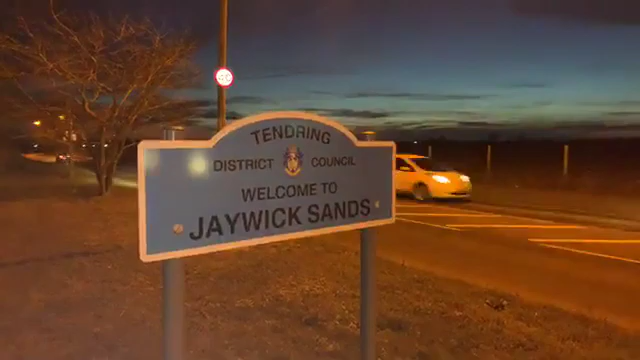 TENDRING
DISTRICT COUNCIL
WELCOME TO
JAYWICK SANDS